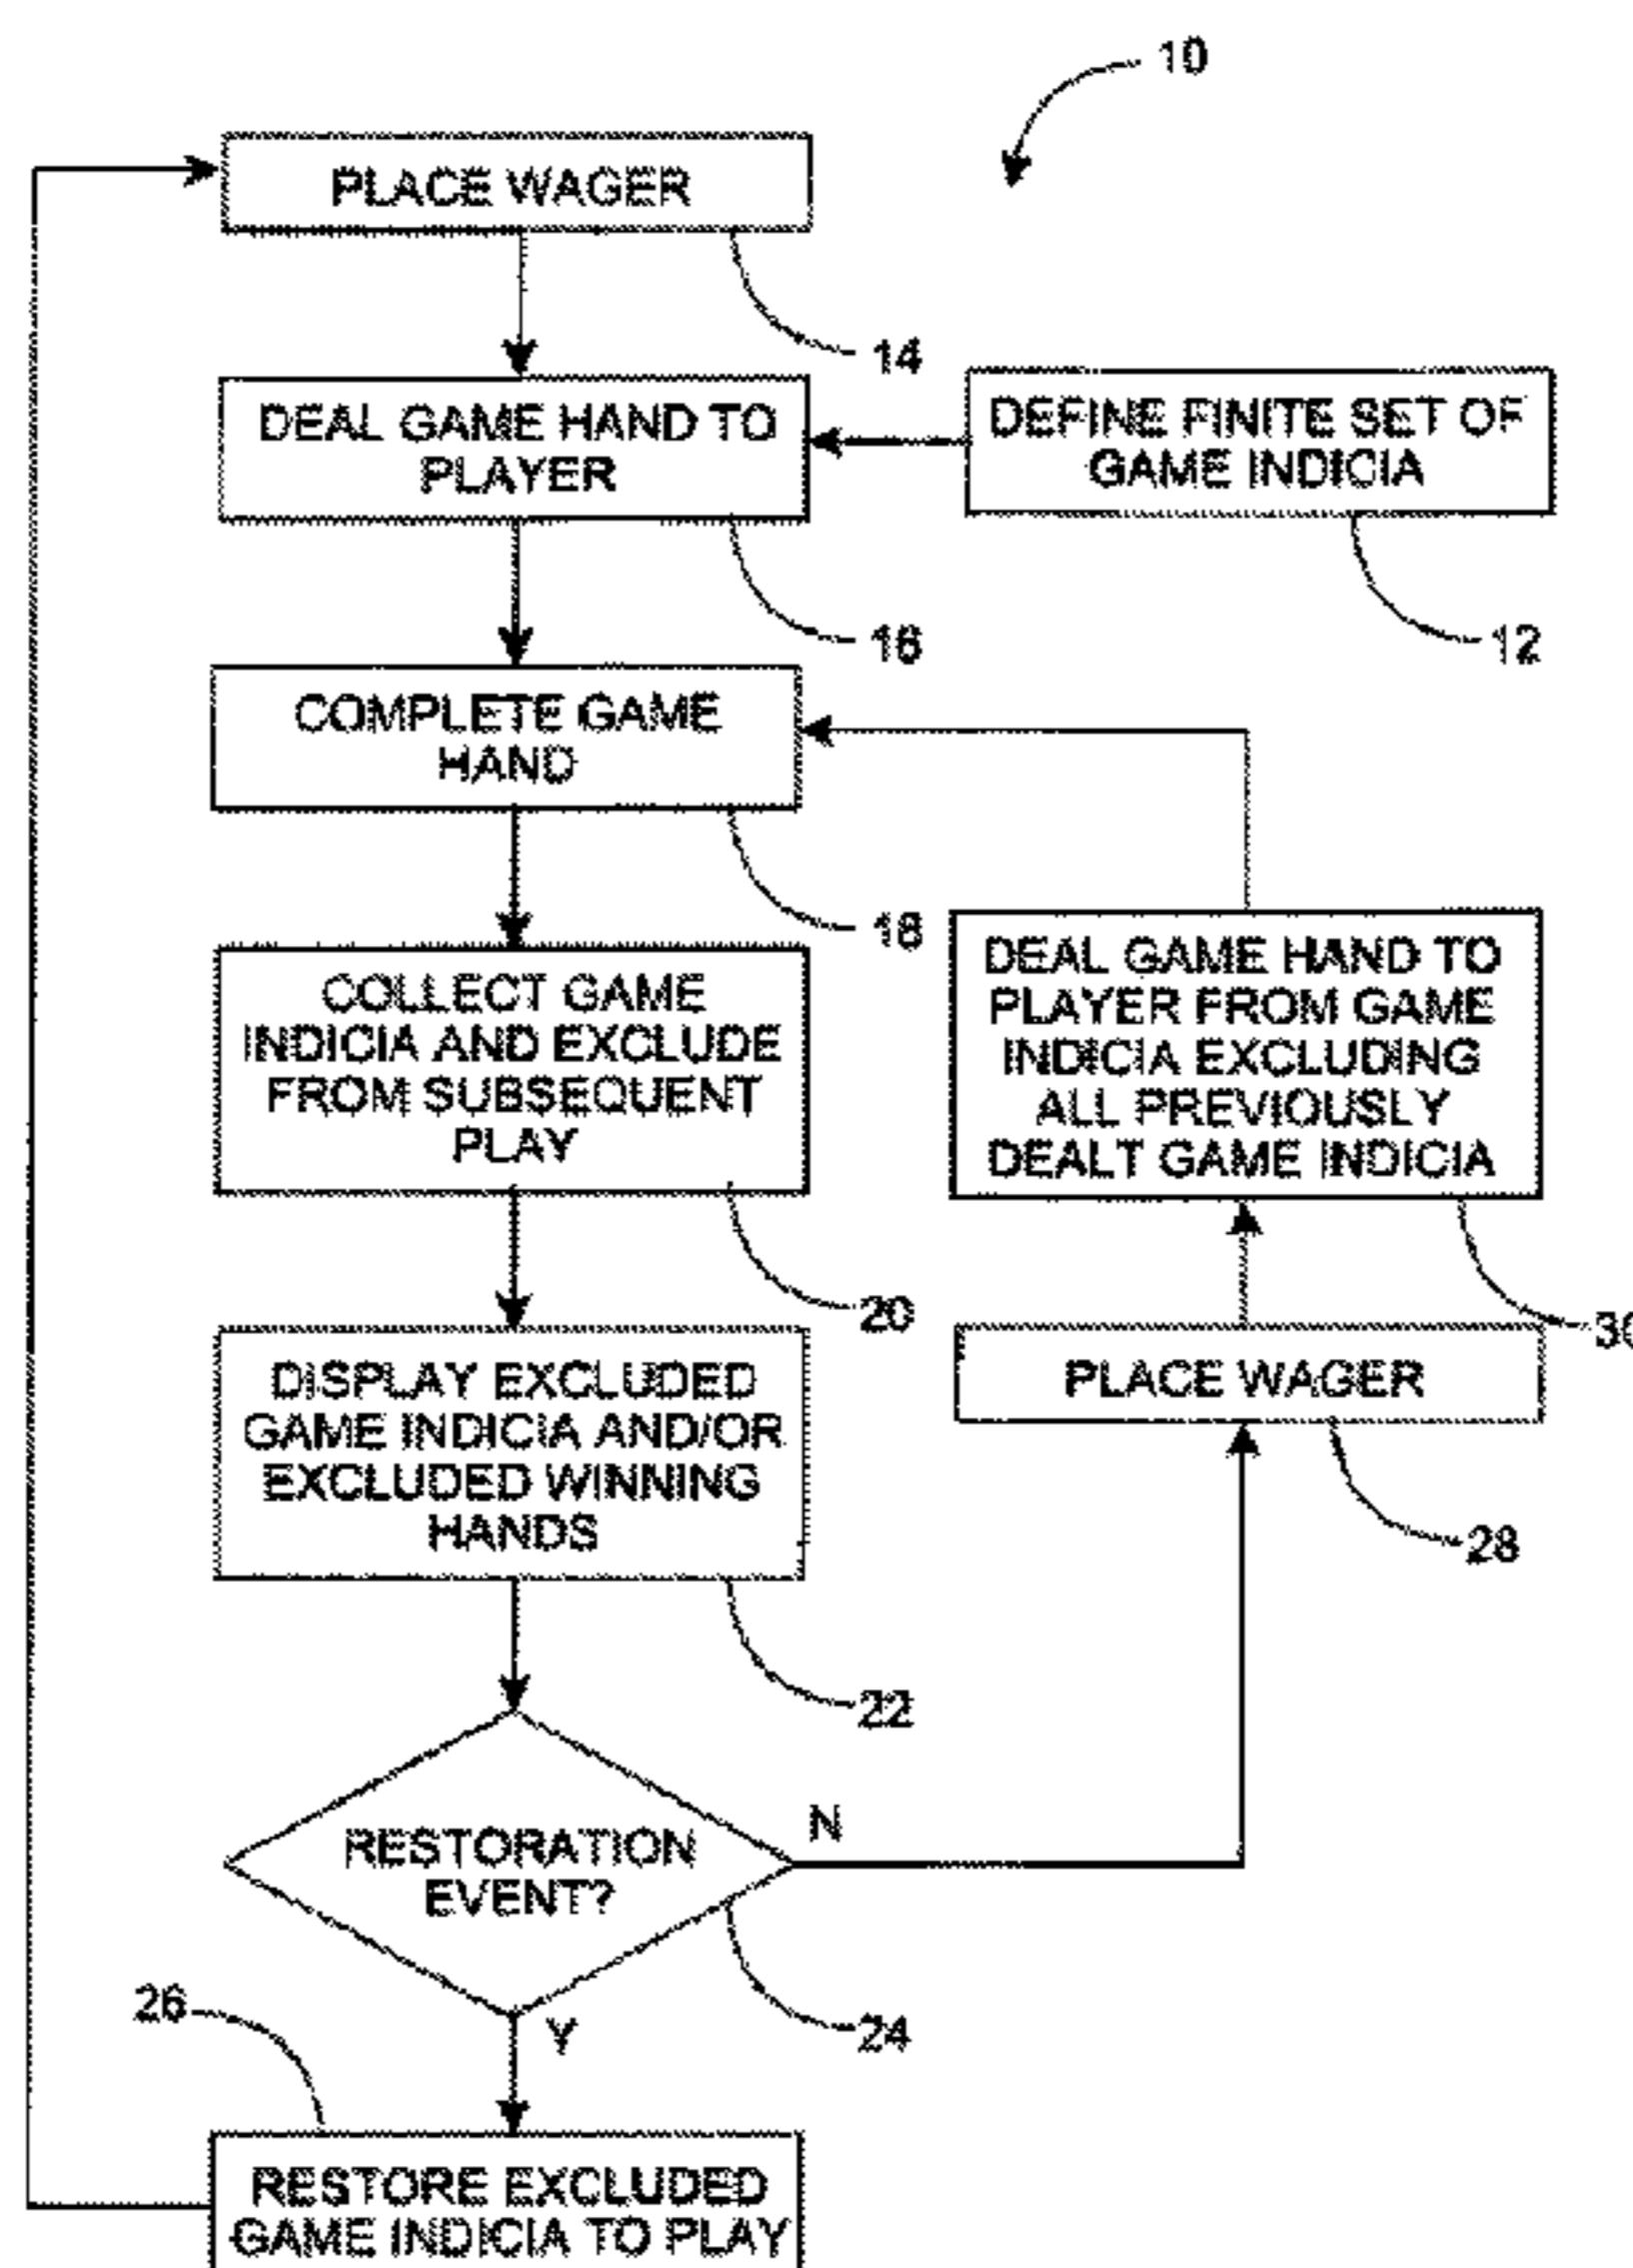 10
PLACE WAGER
14
DEAL GAME HAND TO
PLAYER
DEFINE FINITE SET OF
GAME INDICIA
16
12
COMPLETE GAME
HAND
18
DEAL GAME HAND TO
PLAYER FROM GAME
INDICIA EXCLUDING
ALL PREVIOUSLY
DEALT GAME INDICIA
COLLECT GAME
INDICIA AND EXCLUDE
FROM SUBSEQUENT
PLAY
20
30
DISPLAY EXCLUDED
GAME INDICIA AND/OR
EXCLUDED WINNING
HANDS
PLACE WAGER
28
22
N
RESTORATION
EVENT?
26
Y
24
RESTORE EXCLUDED
GAME INDICIA TO PLAY